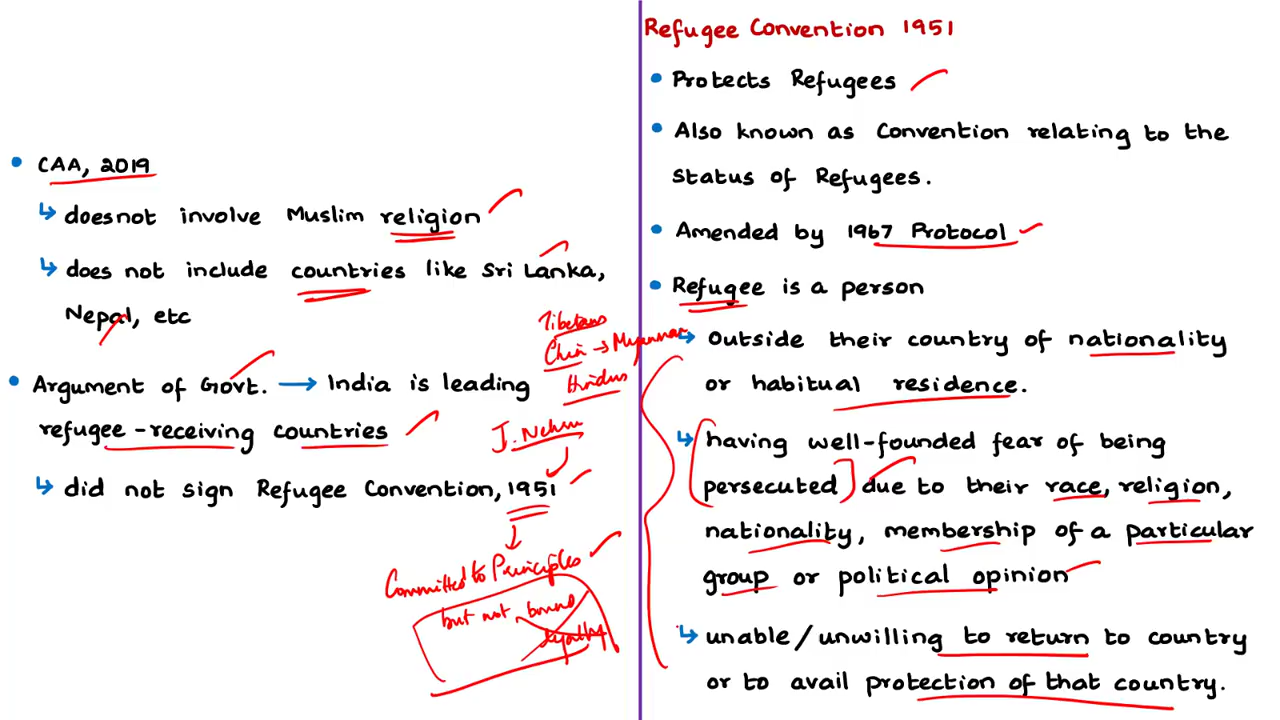 CAA, 2019
doesnot involve Muslim religion
does not include countries like Sri Lanka,
Nepal, etc
Argument of Govt. → India is leading
refugee-receiving countries
did not sign Refugee Convention, 1951
Tibetans
Chin → Myanmar
Hindus
J. Nehru
Committed to Principles
but not bound
legally
Refugee Convention 1951
Protects Refugees
Also known as Convention relating to the
status of Refugees.
Amended by 1967 Protocol
Refugee is a person
Outside their country of nationality
or habitual residence.
having well-founded fear of being
persecuted due to their race, religion,
nationality, membership of a particular
group or political opinion
unable/unwilling to return to country
or to avail protection of that country.